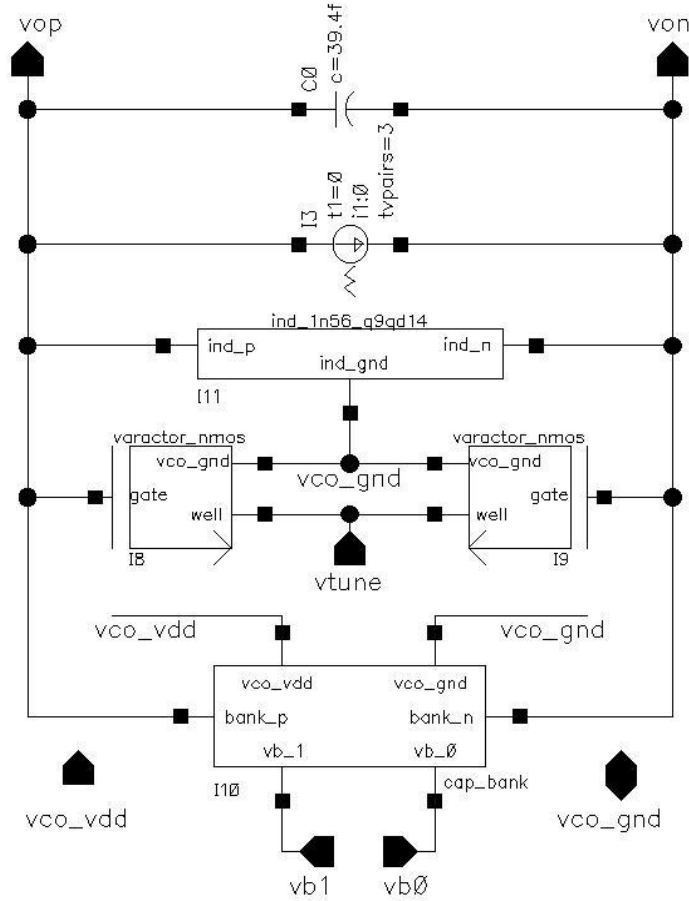 vop
von
C0
c=39.4f
I3
t1=0
i1:0
tvpairs=3
ind_1n56_q9qd14
ind_p
ind_n
ind_gnd
I11
varactor_nmos
varactor_nmos
vco_gnd
vco_gnd
vco_gnd
gate
gate
well
well
I8
I9
vtune
vco_vdd
vco_gnd
vco_vdd
vco_gnd
bank_p
bank_n
vb_1
vb_0
I10
cap_bank
vco_vdd
vco_gnd
vb1
vb0